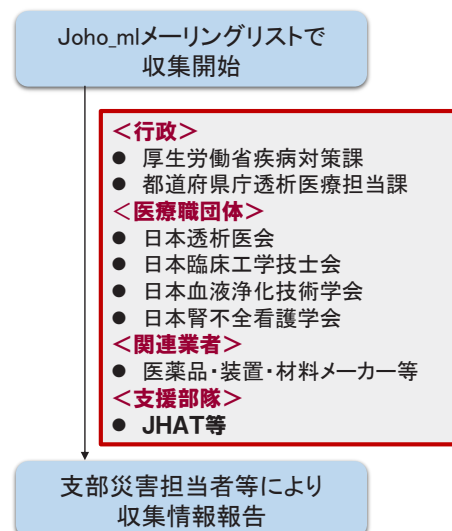 Joho_mlメーリングリストで
収集開始
＜行政＞
● 厚生労働省疾病対策課
● 都道府県庁透析医療担当課
＜医療職団体＞
● 日本透析医会
● 日本臨床工学技士会
● 日本血液浄化技術学会
● 日本腎不全看護学会
＜関連業者＞
● 医薬品・装置・材料メーカー等
＜支援部隊＞
● JHAT等
支部災害担当者等により
収集情報報告